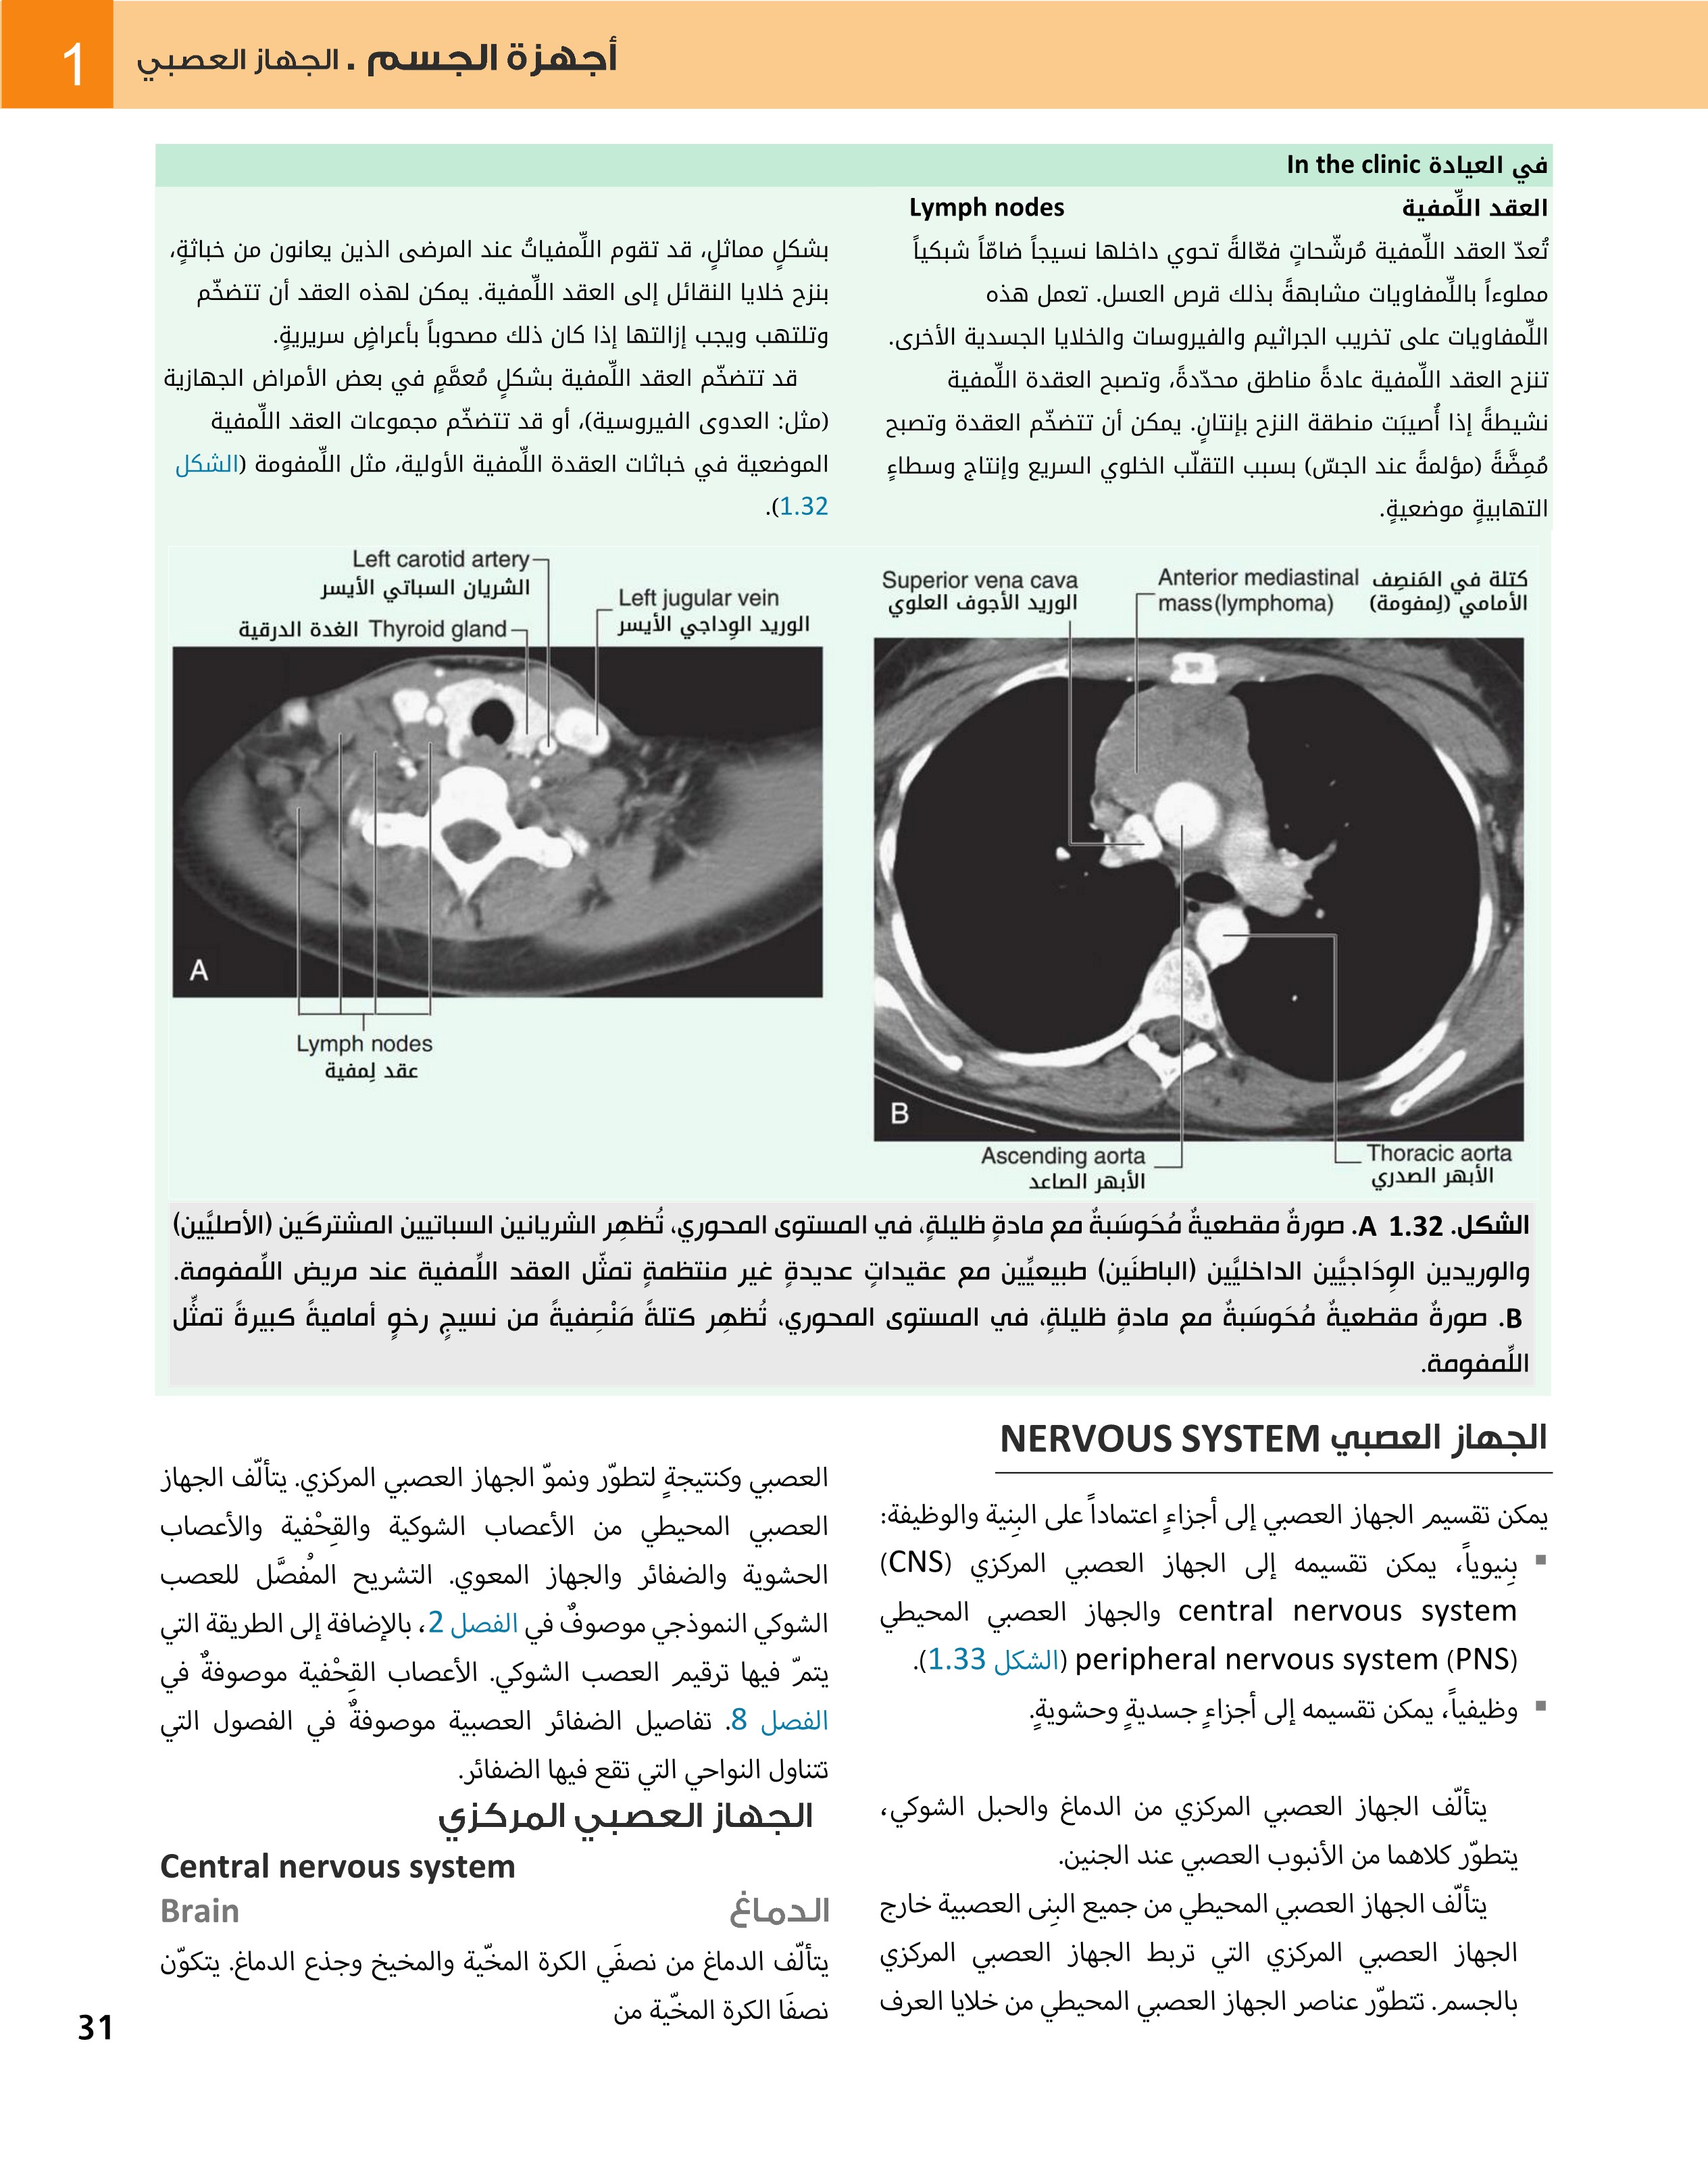 1
أجهزة الجسم . الجهاز العصبي
في العيادة In the clinic
العقد اللِّمفية Lymph nodes
تُعدّ العقد اللِّمفية مُرشّحاتٍ فعّالةً تحوي داخلها نسيجاً ضامّاً شبكياً
مملوءاً باللِّمفاويات مشابهةً بذلك قرص العسل. تعمل هذه
اللِّمفاويات على تخريب الجراثيم والفيروسات والخلايا الجسدية الأخرى.
تنزح العقد اللِّمفية عادةً مناطق محدّدةً، وتصبح العقدة اللِّمفية
نشيطةً إذا أُصيبَت منطقة النزح بإنتانٍ. يمكن أن تتضخّم العقدة وتصبح
مُمِضَّةً (مؤلمةً عند الجسّ) بسبب التقلّب الخلوي السريع وإنتاج وسطاءٍ
التهابيةٍ موضعيةٍ.
بشكلٍ مماثلٍ، قد تقوم اللِّمفياتُ عند المرضى الذين يعانون من خباثةٍ،
بنزح خلايا النقائل إلى العقد اللِّمفية. يمكن لهذه العقد أن تتضخّم
وتلتهب ويجب إزالتها إذا كان ذلك مصحوباً بأعراضٍ سريريةٍ.
قد تتضخّم العقد اللِّمفية بشكلٍ مُعمَّمٍ في بعض الأمراض الجهازية
(مثل: العدوى الفيروسية)، أو قد تتضخّم مجموعات العقد اللِّمفية
الموضعية في خباثات العقدة اللِّمفية الأولية، مثل اللِّمفومة (الشكل
1.32).
Left carotid artery
الشريان السباتي الأيسر
Left jugular vein
الوريد الوِداجي الأيسر
الغدة الدرقية Thyroid gland
A
Lymph nodes
عقد لِمفية
Superior vena cava
الوريد الأجوف العلوي
Anterior mediastinal كتلة في المَنصِف
mass (lymphoma) الأمامي (لِمفومة)
B
Ascending aorta
الأبهر الصاعد
Thoracic aorta
الأبهر الصدري
الشكل. 1.32 A. صورةٌ مقطعيةٌ مُحَوسَبةٌ مع مادةٍ ظليلةٍ، في المستوى المحوري، تُظهِر الشريانين السباتيين المشتركَين (الأصليَّين)
والوريدين الوِدَاجيَّين الداخليَّين (الباطنَين) طبيعيِّين مع عقيداتٍ عديدةٍ غير منتظمةٍ تمثّل العقد اللِّمفية عند مريض اللِّمفومة.
B. صورةٌ مقطعيةٌ مُحَوسَبةٌ مع مادةٍ ظليلةٍ، في المستوى المحوري، تُظهِر كتلةً مَنْصِفيةً من نسيجٍ رخوٍ أماميةً كبيرةً تمثِّل
اللِّمفومة.
الجهاز العصبي NERVOUS SYSTEM
يمكن تقسيم الجهاز العصبي إلى أجزاءٍ اعتماداً على البِنية والوظيفة:
▪ بِنيوياً، يمكن تقسيمه إلى الجهاز العصبي المركزي (CNS)
central nervous system والجهاز العصبي المحيطي
peripheral nervous system (PNS) (الشكل 1.33).
▪ وظيفياً، يمكن تقسيمه إلى أجزاءٍ جسديةٍ وحشويةٍ.
يتألّف الجهاز العصبي المركزي من الدماغ والحبل الشوكي،
يتطوّر كلاهما من الأنبوب العصبي عند الجنين.
يتألّف الجهاز العصبي المحيطي من جميع البِنى العصبية خارج
الجهاز العصبي المركزي التي تربط الجهاز العصبي المركزي
بالجسم. تتطوّر عناصر الجهاز العصبي المحيطي من خلايا العرف
العصبي وكنتيجةٍ لتطوّر ونموّ الجهاز العصبي المركزي. يتألّف الجهاز
العصبي المحيطي من الأعصاب الشوكية والقِحْفية والأعصاب
الحشوية والضفائر والجهاز المعوي. التشريح المُفصَّل للعصب
الشوكي النموذجي موصوفٌ في الفصل 2، بالإضافة إلى الطريقة التي
يتمّ فيها ترقيم العصب الشوكي. الأعصاب القِحْفية موصوفةٌ في
الفصل 8. تفاصيل الضفائر العصبية موصوفةٌ في الفصول التي
تتناول النواحي التي تقع فيها الضفائر.
الجهاز العصبي المركزي
Central nervous system
الدماغ Brain
يتألّف الدماغ من نصفَي الكرة المخّية والمخيخ وجذع الدماغ. يتكوّن
نصفَا الكرة المخّية من
31